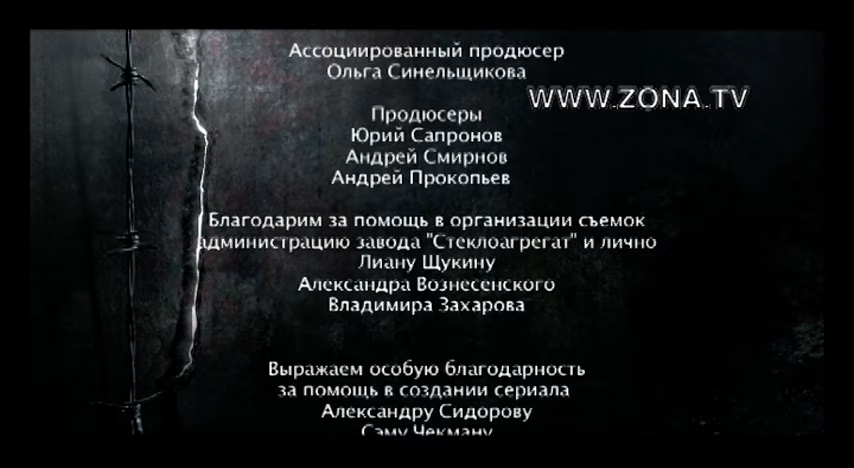 Ассоциированный продюсер
Ольга Синельщикова
WWW.ZONA.TV
Продюсеры
Юрий Сапронов
Андрей Смирнов
Андрей Прокопьев
Благодарим за помощь в организации съемок
администрацию завода "Стеклоагрегат" и лично
Лиану Щукину
Александра Вознесенского
Владимира Захарова
Выражаем особую благодарность
за помощь в создании сериала
Александру Сидорову
Сэму Чекману